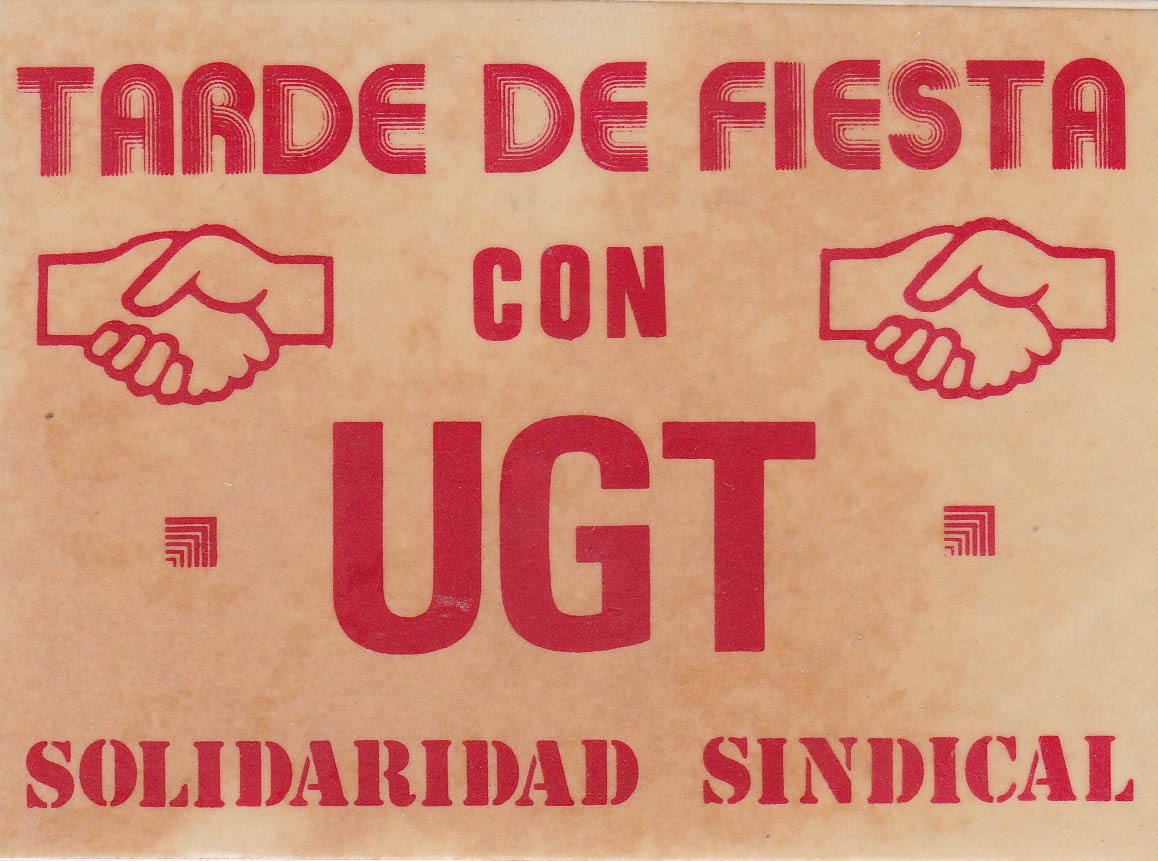 TARDE DE FIESTA
CON
UGT
SOLIDARIDAD SINDICAL